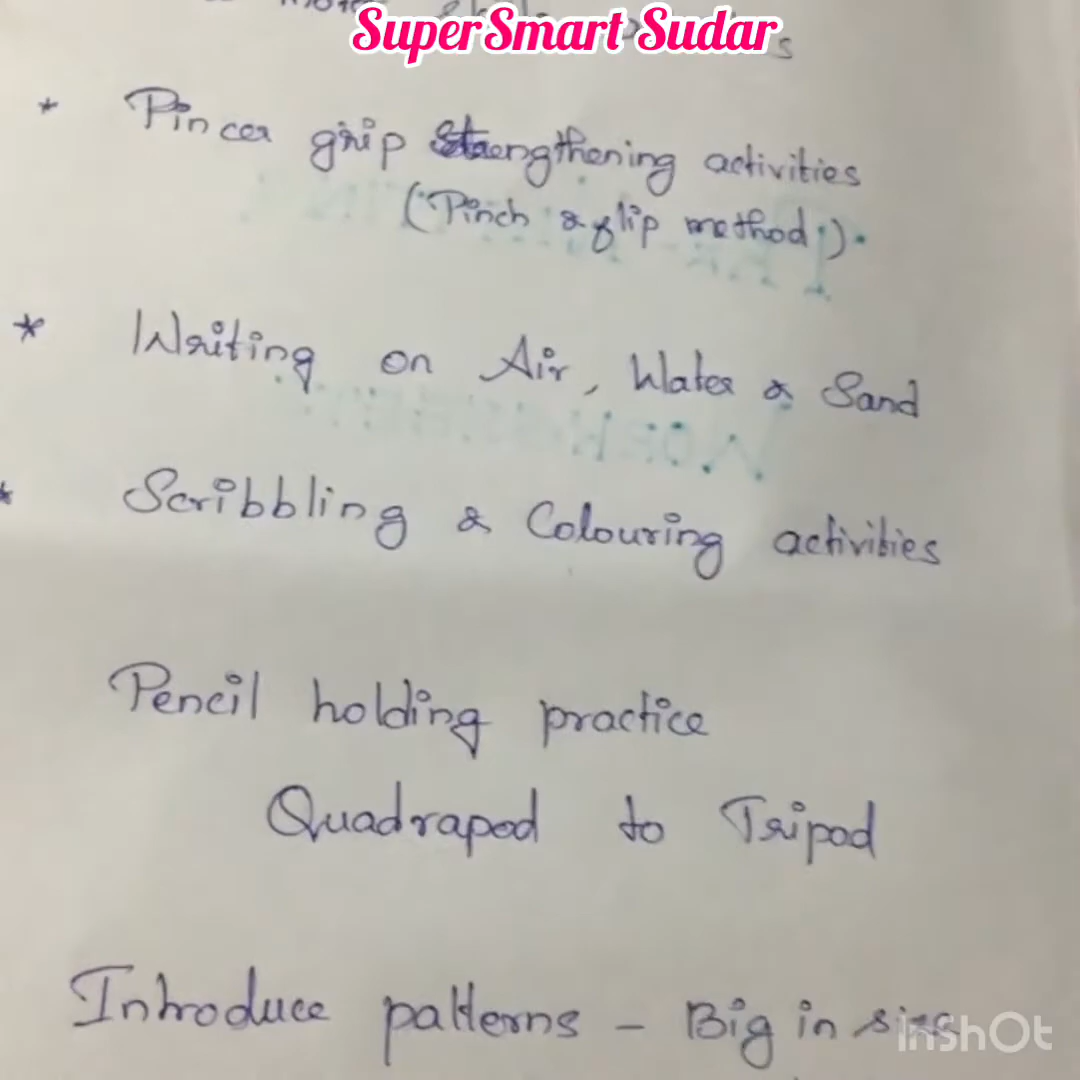 SuperSmart Sudar
* Pincer grip Strengthening activities
(Pinch & flip method).
* Writing on Air, Water & Sand
* Scribbling & Colouring activities
Pencil holding practice
Quadrapod to Tripod
Introduce patterns - Big in size
InShOt